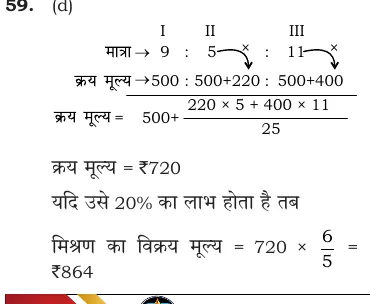 59. (d)
I II III
मात्रा → 9 : 5 × : 11 ×
क्रय मूल्य →500 : 500+220 : 500+400
क्रय मूल्य = 500+ (220 × 5 + 400 × 11)/25
क्रय मूल्य = ₹720
यदि उसे 20% का लाभ होता है तब
मिश्रण का विक्रय मूल्य = 720 × 6/5 =
₹864